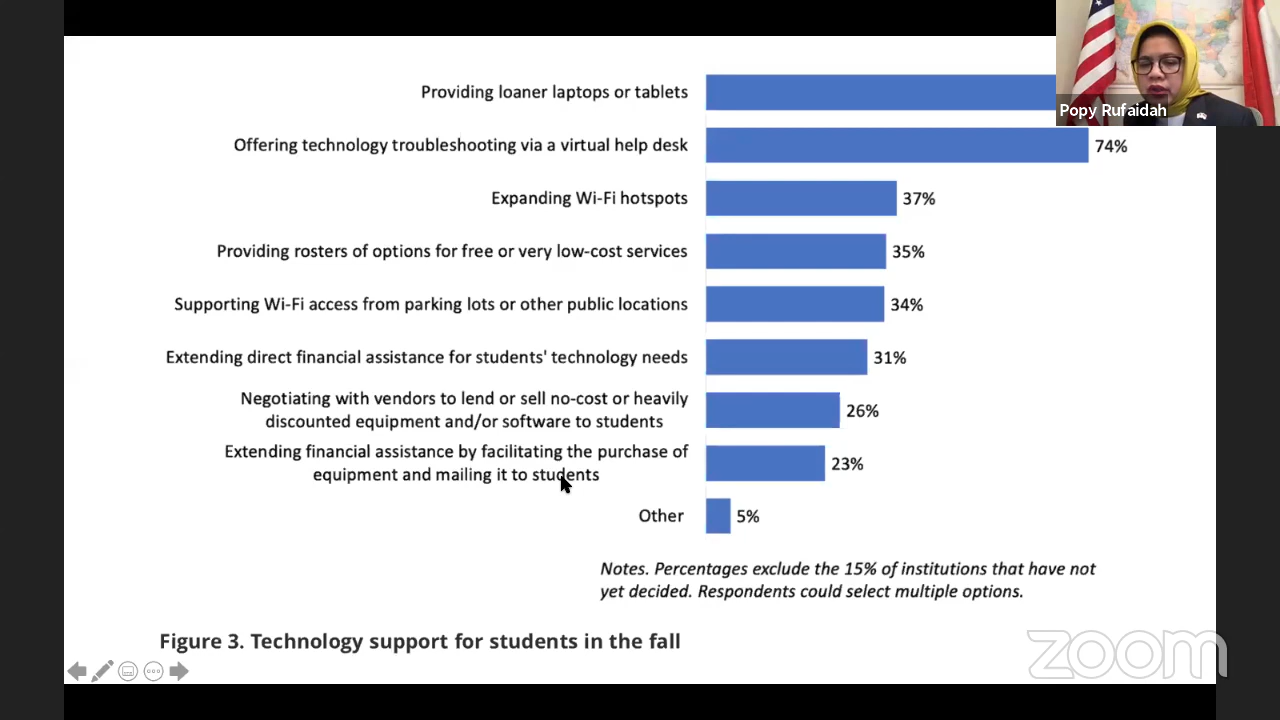 Popy Rufaidah
Providing loaner laptops or tablets
Offering technology troubleshooting via a virtual help desk 74%
Expanding Wi-Fi hotspots 37%
Providing rosters of options for free or very low-cost services 35%
Supporting Wi-Fi access from parking lots or other public locations 34%
Extending direct financial assistance for students' technology needs 31%
Negotiating with vendors to lend or sell no-cost or heavily
discounted equipment and/or software to students 26%
Extending financial assistance by facilitating the purchase of
equipment and mailing it to students 23%
Other 5%
Notes. Percentages exclude the 15% of institutions that have not
yet decided. Respondents could select multiple options.
Figure 3. Technology support for students in the fall
zoom